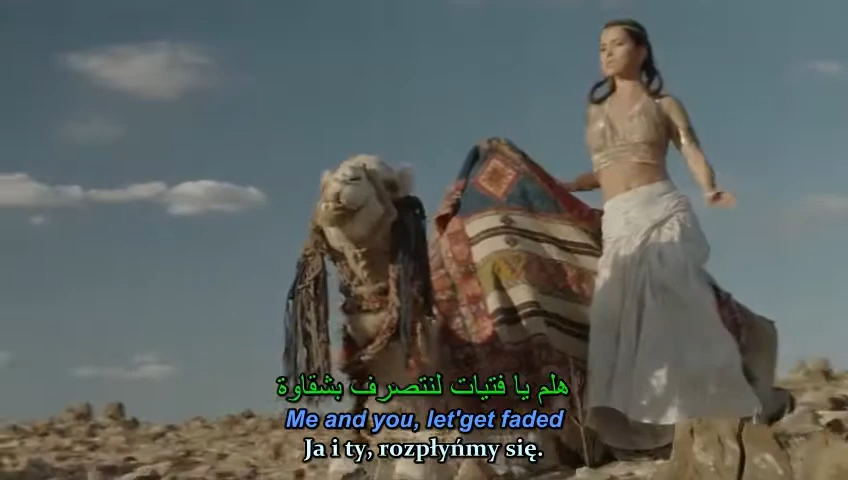 هلم يا فتيات لنتصرف بشقاوة
Me and you, let'get faded
Ja i ty, rozpłyńmy się.